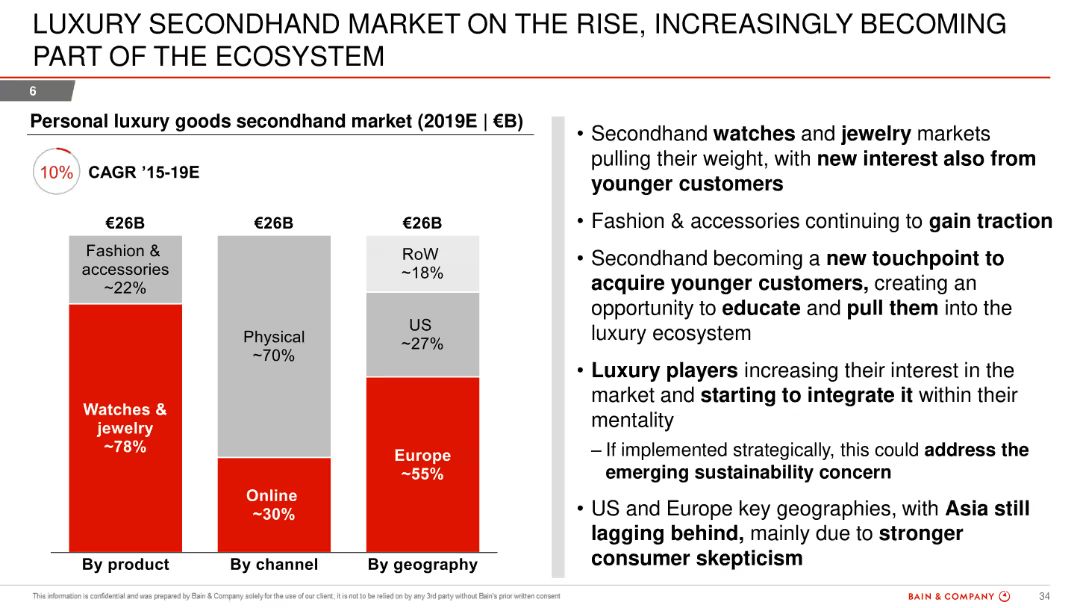 LUXURY SECONDHAND MARKET ON THE RISE, INCREASINGLY BECOMING
PART OF THE ECOSYSTEM
6
Personal luxury goods secondhand market (2019E | €B)
10% CAGR ’15-19E
€26B
€26B
€26B
Fashion &
accessories
~22%
Watches &
jewelry
~78%
Physical
~70%
Online
~30%
RoW
~18%
US
~27%
Europe
~55%
By product
By channel
By geography
• Secondhand watches and jewelry markets
pulling their weight, with new interest also from
younger customers
• Fashion & accessories continuing to gain traction
• Secondhand becoming a new touchpoint to
acquire younger customers, creating an
opportunity to educate and pull them into the
luxury ecosystem
• Luxury players increasing their interest in the
market and starting to integrate it within their
mentality
– If implemented strategically, this could address the
emerging sustainability concern
• US and Europe key geographies, with Asia still
lagging behind, mainly due to stronger
consumer skepticism
This information is confidential and was prepared by Bain & Company solely for the use of our client; it is not to be relied on by any 3rd party without Bain's prior written consent
BAIN & COMPANY
34